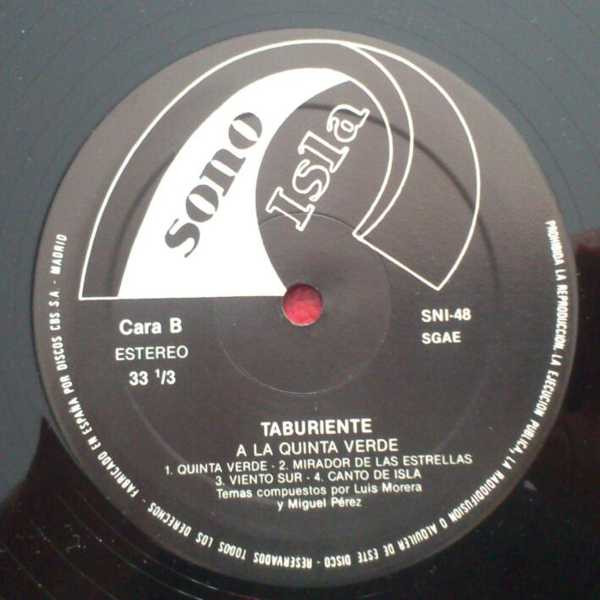 sono
Isla
Cara B
ESTEREO
33 1/3
SNI-48
SGAE
TABURIENTE
A LA QUINTA VERDE
1. QUINTA VERDE - 2. MIRADOR DE LAS ESTRELLAS
3. VIENTO SUR - 4. CANTO DE ISLA
Temas compuestos por Luis Morera
y Miguel Pérez
PROHIBIDA LA REPRODUCCION, LA EJECUCION PUBLICA, LA RADIODIFUSION O ALQUILER DE ESTE DISCO - RESERVADOS TODOS LOS DERECHOS - FABRICADO EN ESPAÑA POR DISCOS CBS S.A. - MADRID